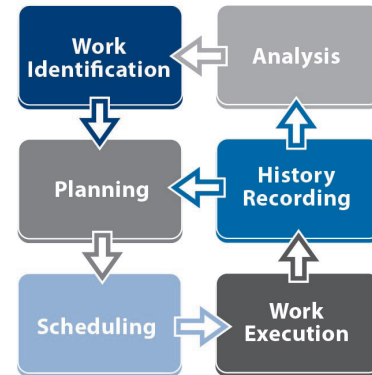 Work
Identification
Analysis
Planning
History
Recording
Scheduling
Work
Execution